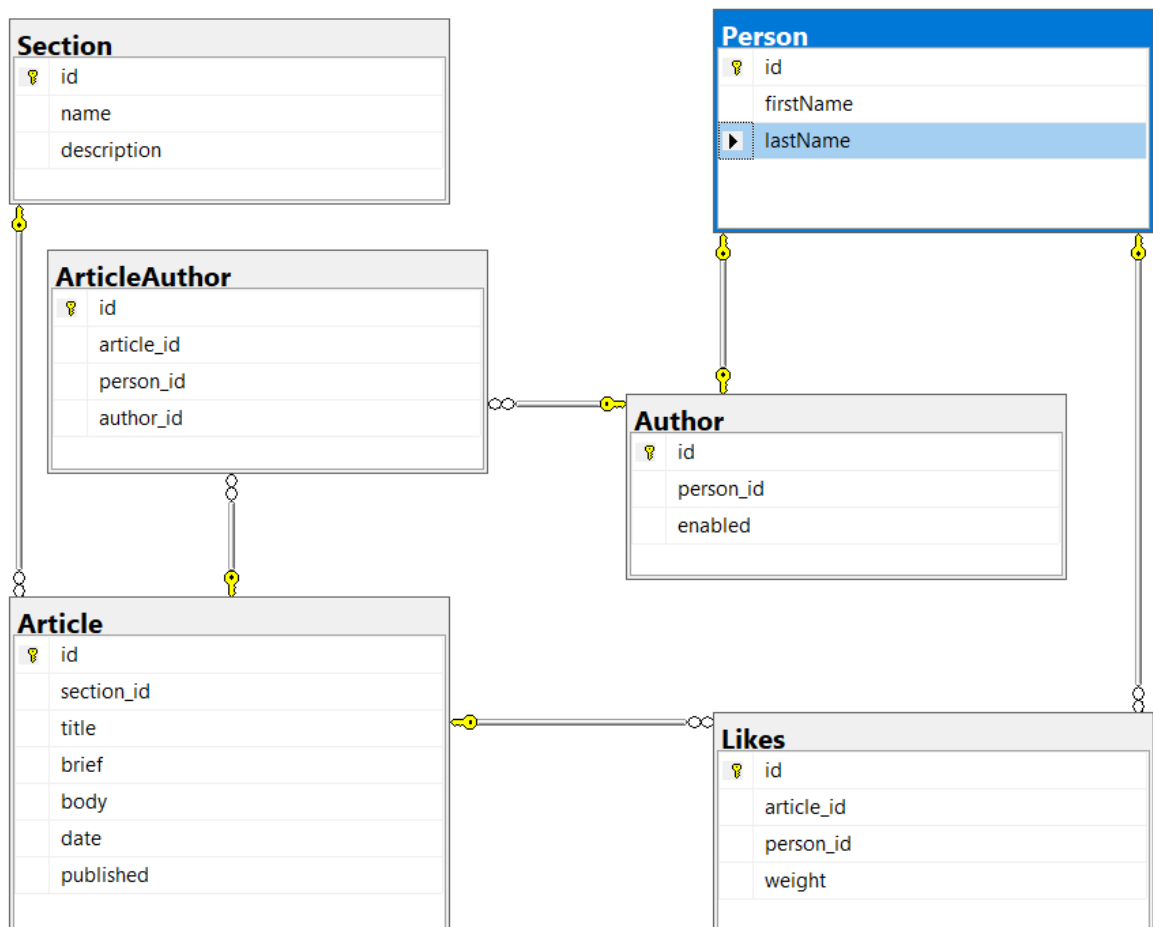 Section
id
name
description
Person
id
firstName
lastName
ArticleAuthor
id
article_id
person_id
author_id
Author
id
person_id
enabled
Article
id
section_id
title
brief
body
date
published
Likes
id
article_id
person_id
weight